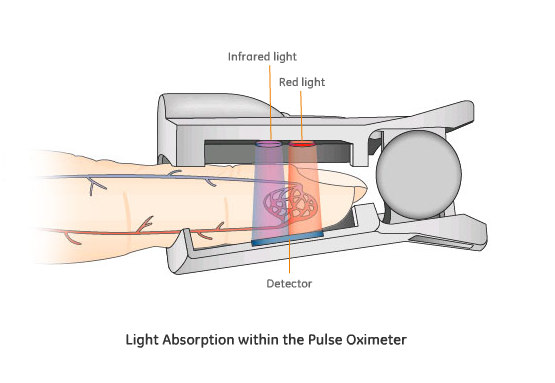 Infrared light
Red light
Detector
Light Absorption within the Pulse Oximeter